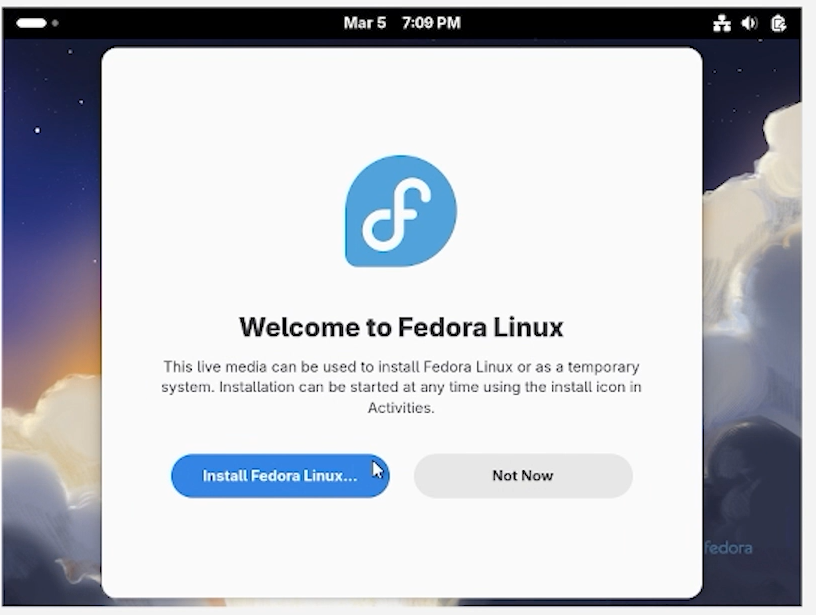 Mar 5 7:09 PM
Welcome to Fedora Linux
This live media can be used to install Fedora Linux or as a temporary
system. Installation can be started at any time using the install icon in
Activities.
Install Fedora Linux...
Not Now
fedora